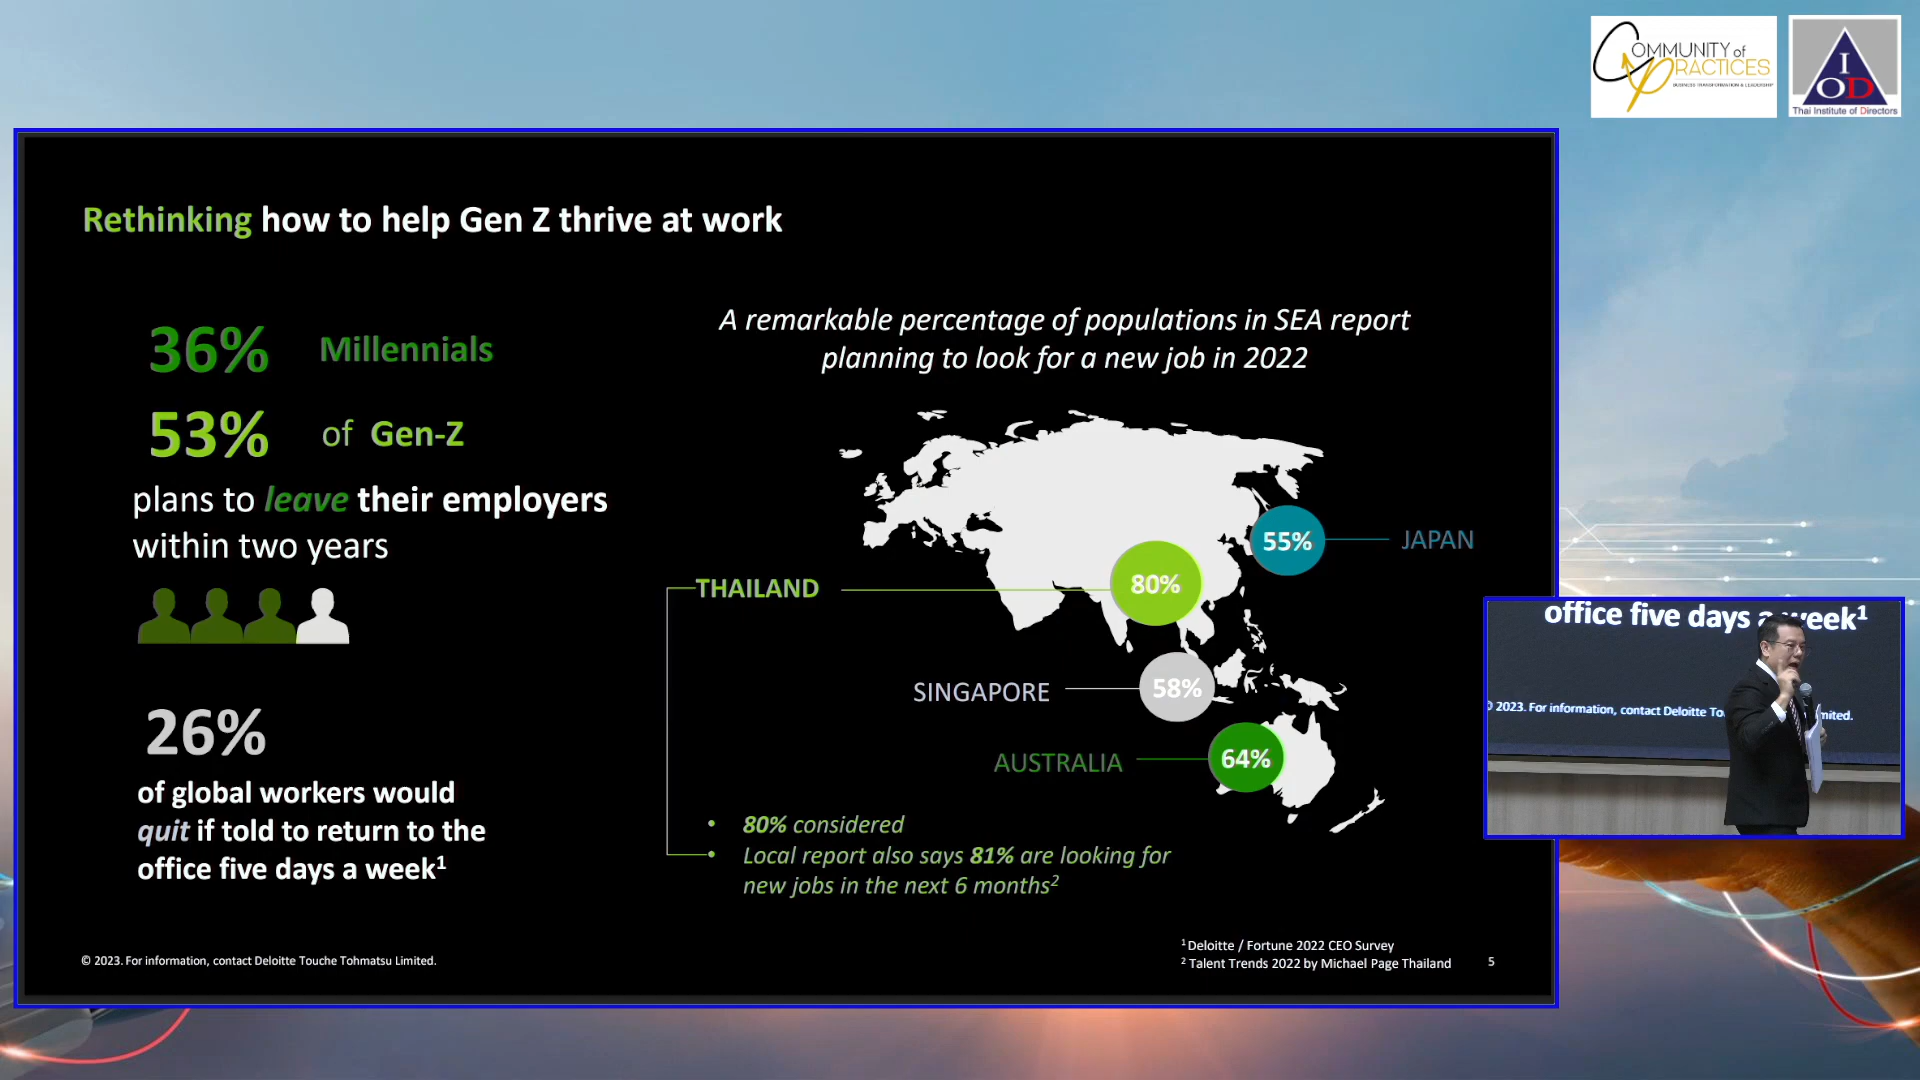 COMMUNITY of
PRACTICES
BUSINESS TRANSFORMATION & LEADERSHIP
I
OD
Thai Institute of Directors
Rethinking how to help Gen Z thrive at work
36% Millennials
53% of Gen-Z
plans to leave their employers
within two years
26%
of global workers would
quit if told to return to the
office five days a week¹
A remarkable percentage of populations in SEA report
planning to look for a new job in 2022
55% JAPAN
THAILAND 80%
SINGAPORE 58%
AUSTRALIA 64%
• 80% considered
• Local report also says 81% are looking for
new jobs in the next 6 months²
¹ Deloitte / Fortune 2022 CEO Survey
² Talent Trends 2022 by Michael Page Thailand
© 2023. For information, contact Deloitte Touche Tohmatsu Limited.
5
office five days a week¹
© 2023. For information, contact Deloitte To mited.